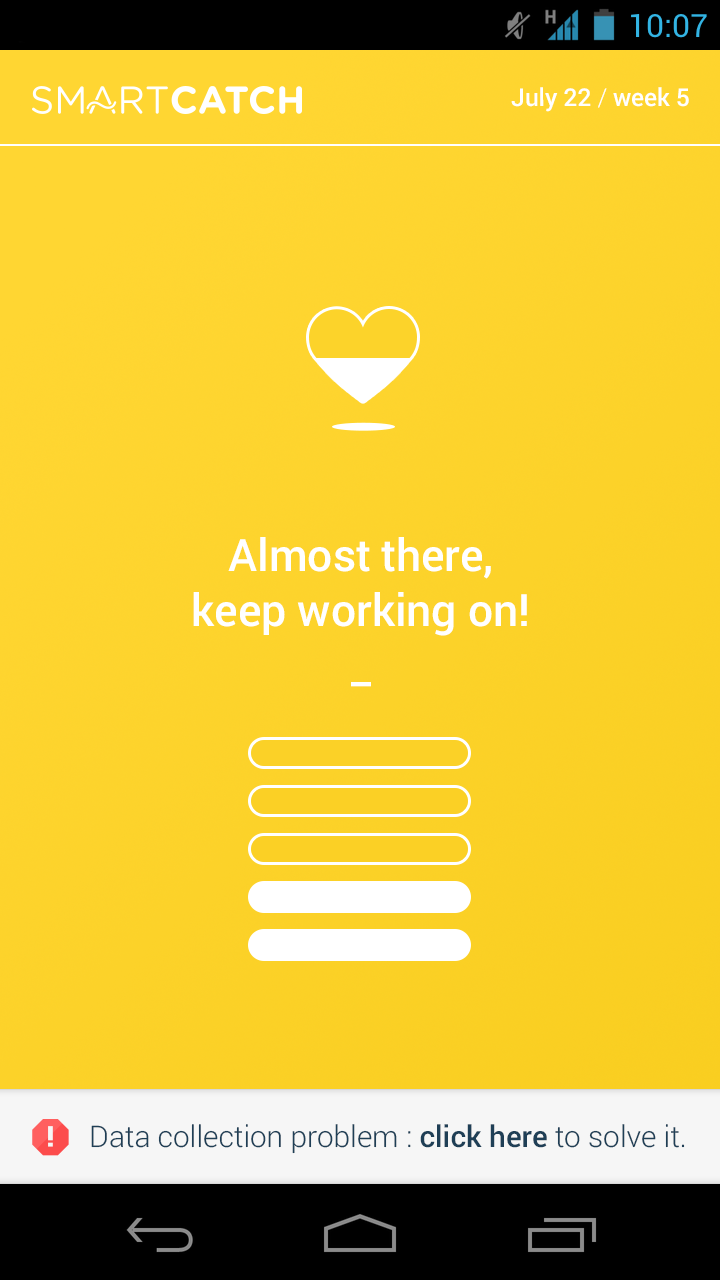 H 10:07
SMARTCATCH July 22 / week 5
Almost there,
keep working on!
Data collection problem : click here to solve it.